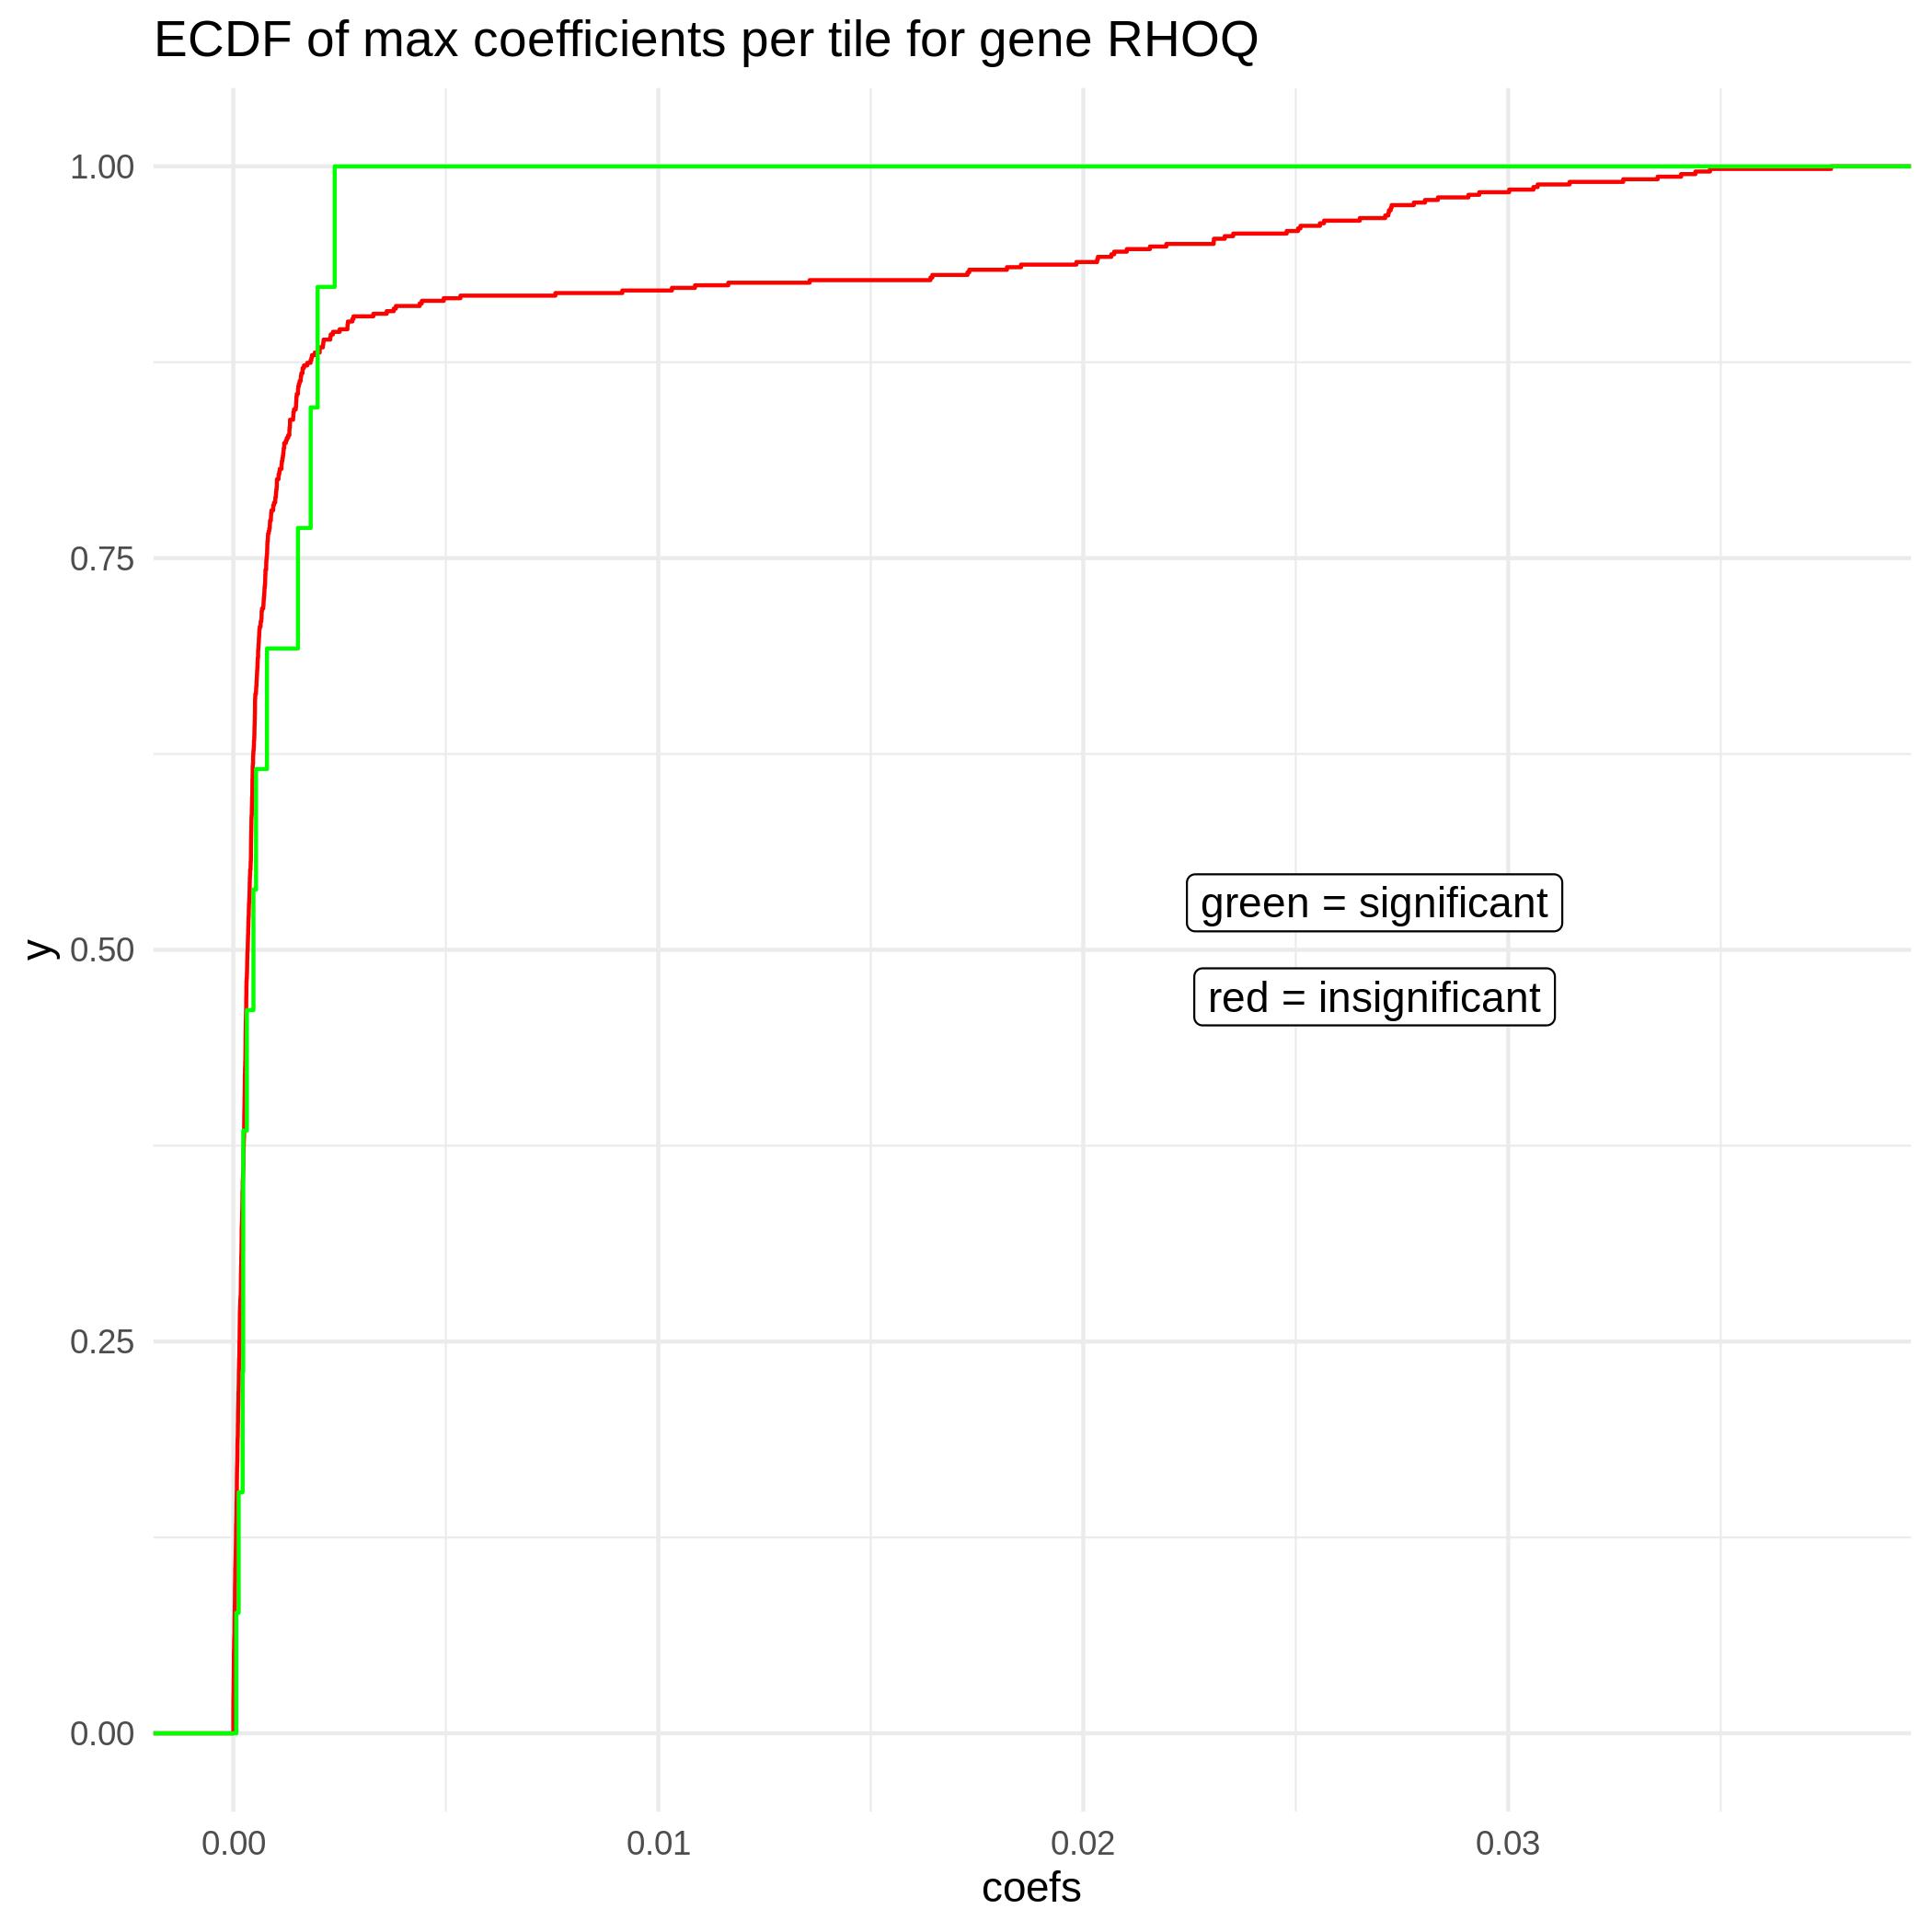 ECDF of max coefficients per tile for gene RHOQ
1.00
0.75
y
0.50
0.25
0.00
green = significant
red = insignificant
0.00 0.01 0.02 0.03
coefs